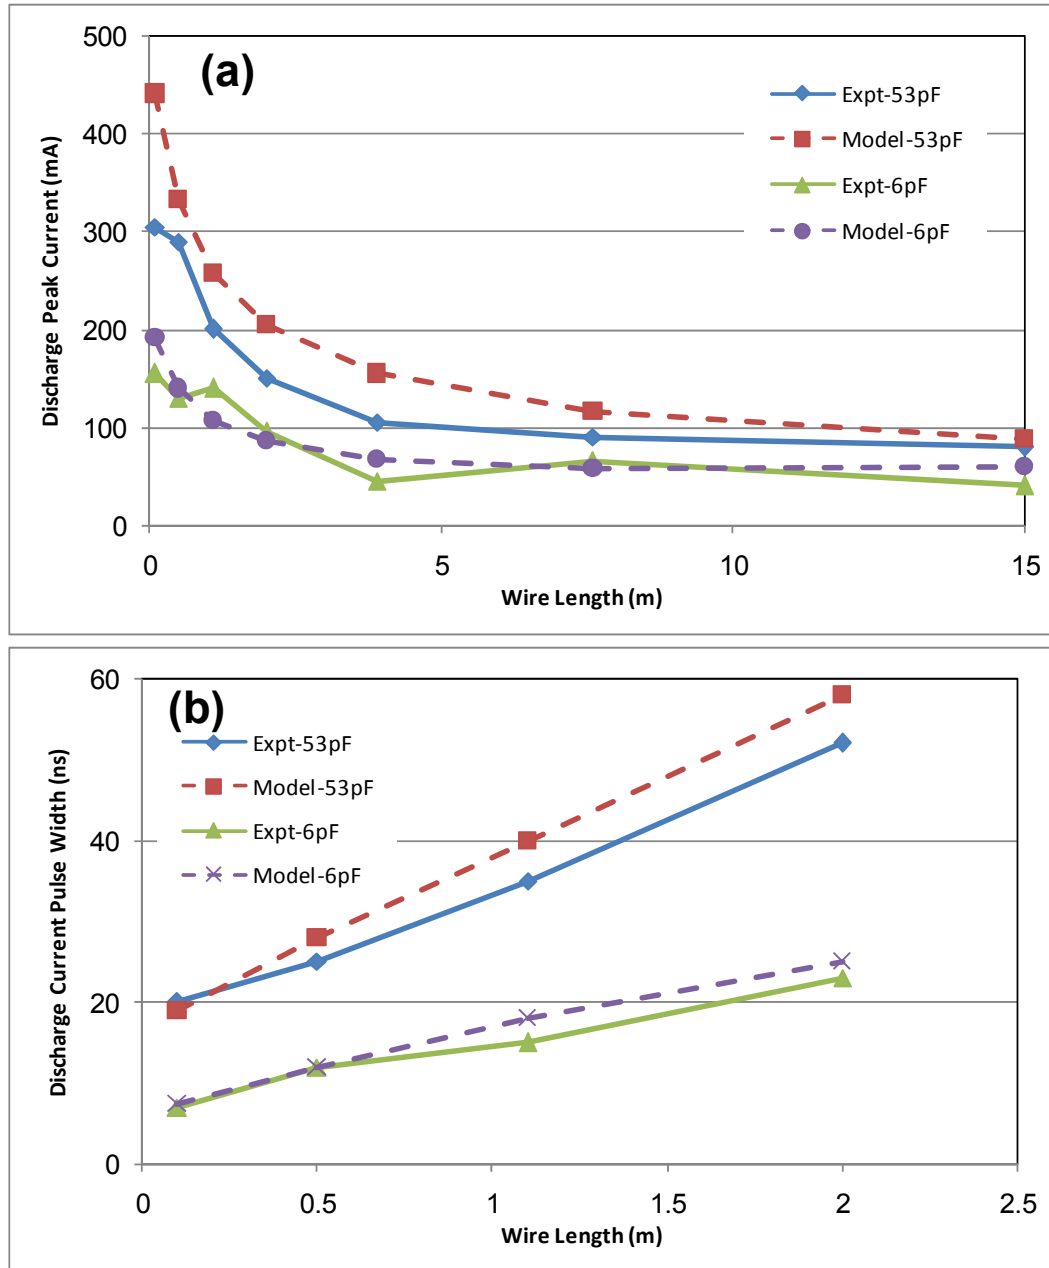 (a)
500
400
300
200
100
0
Discharge Peak Current (mA)
Expt-53pF
Model-53pF
Expt-6pF
Model-6pF
0 5 10 15
Wire Length (m)
(b)
60
40
20
0
Discharge Current Pulse Width (ns)
Expt-53pF
Model-53pF
Expt-6pF
Model-6pF
0 0.5 1 1.5 2 2.5
Wire Length (m)